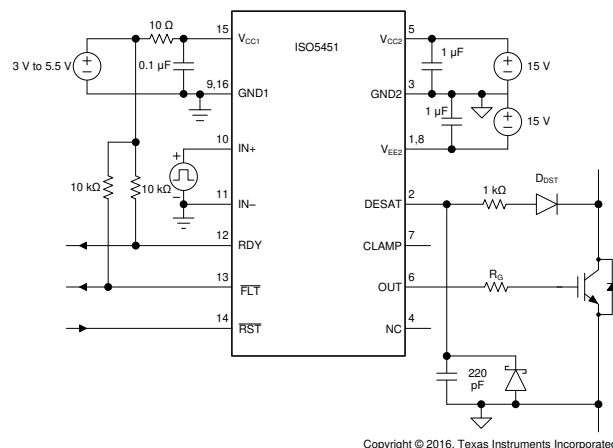 10 Ω
15
VCC1
ISO5451
VCC2
5
3 V to 5.5 V
0.1 µF
1 µF
15 V
9,16
GND1
GND2
3
1 µF
15 V
10
IN+
VEE2
1,8
+
−
10 kΩ
10 kΩ
11
IN–
DESAT
2
1 kΩ
DDST
12
RDY
CLAMP
7
13
FLT
OUT
6
RG
14
RST
NC
4
220
pF
Copyright © 2016, Texas Instruments Incorporated